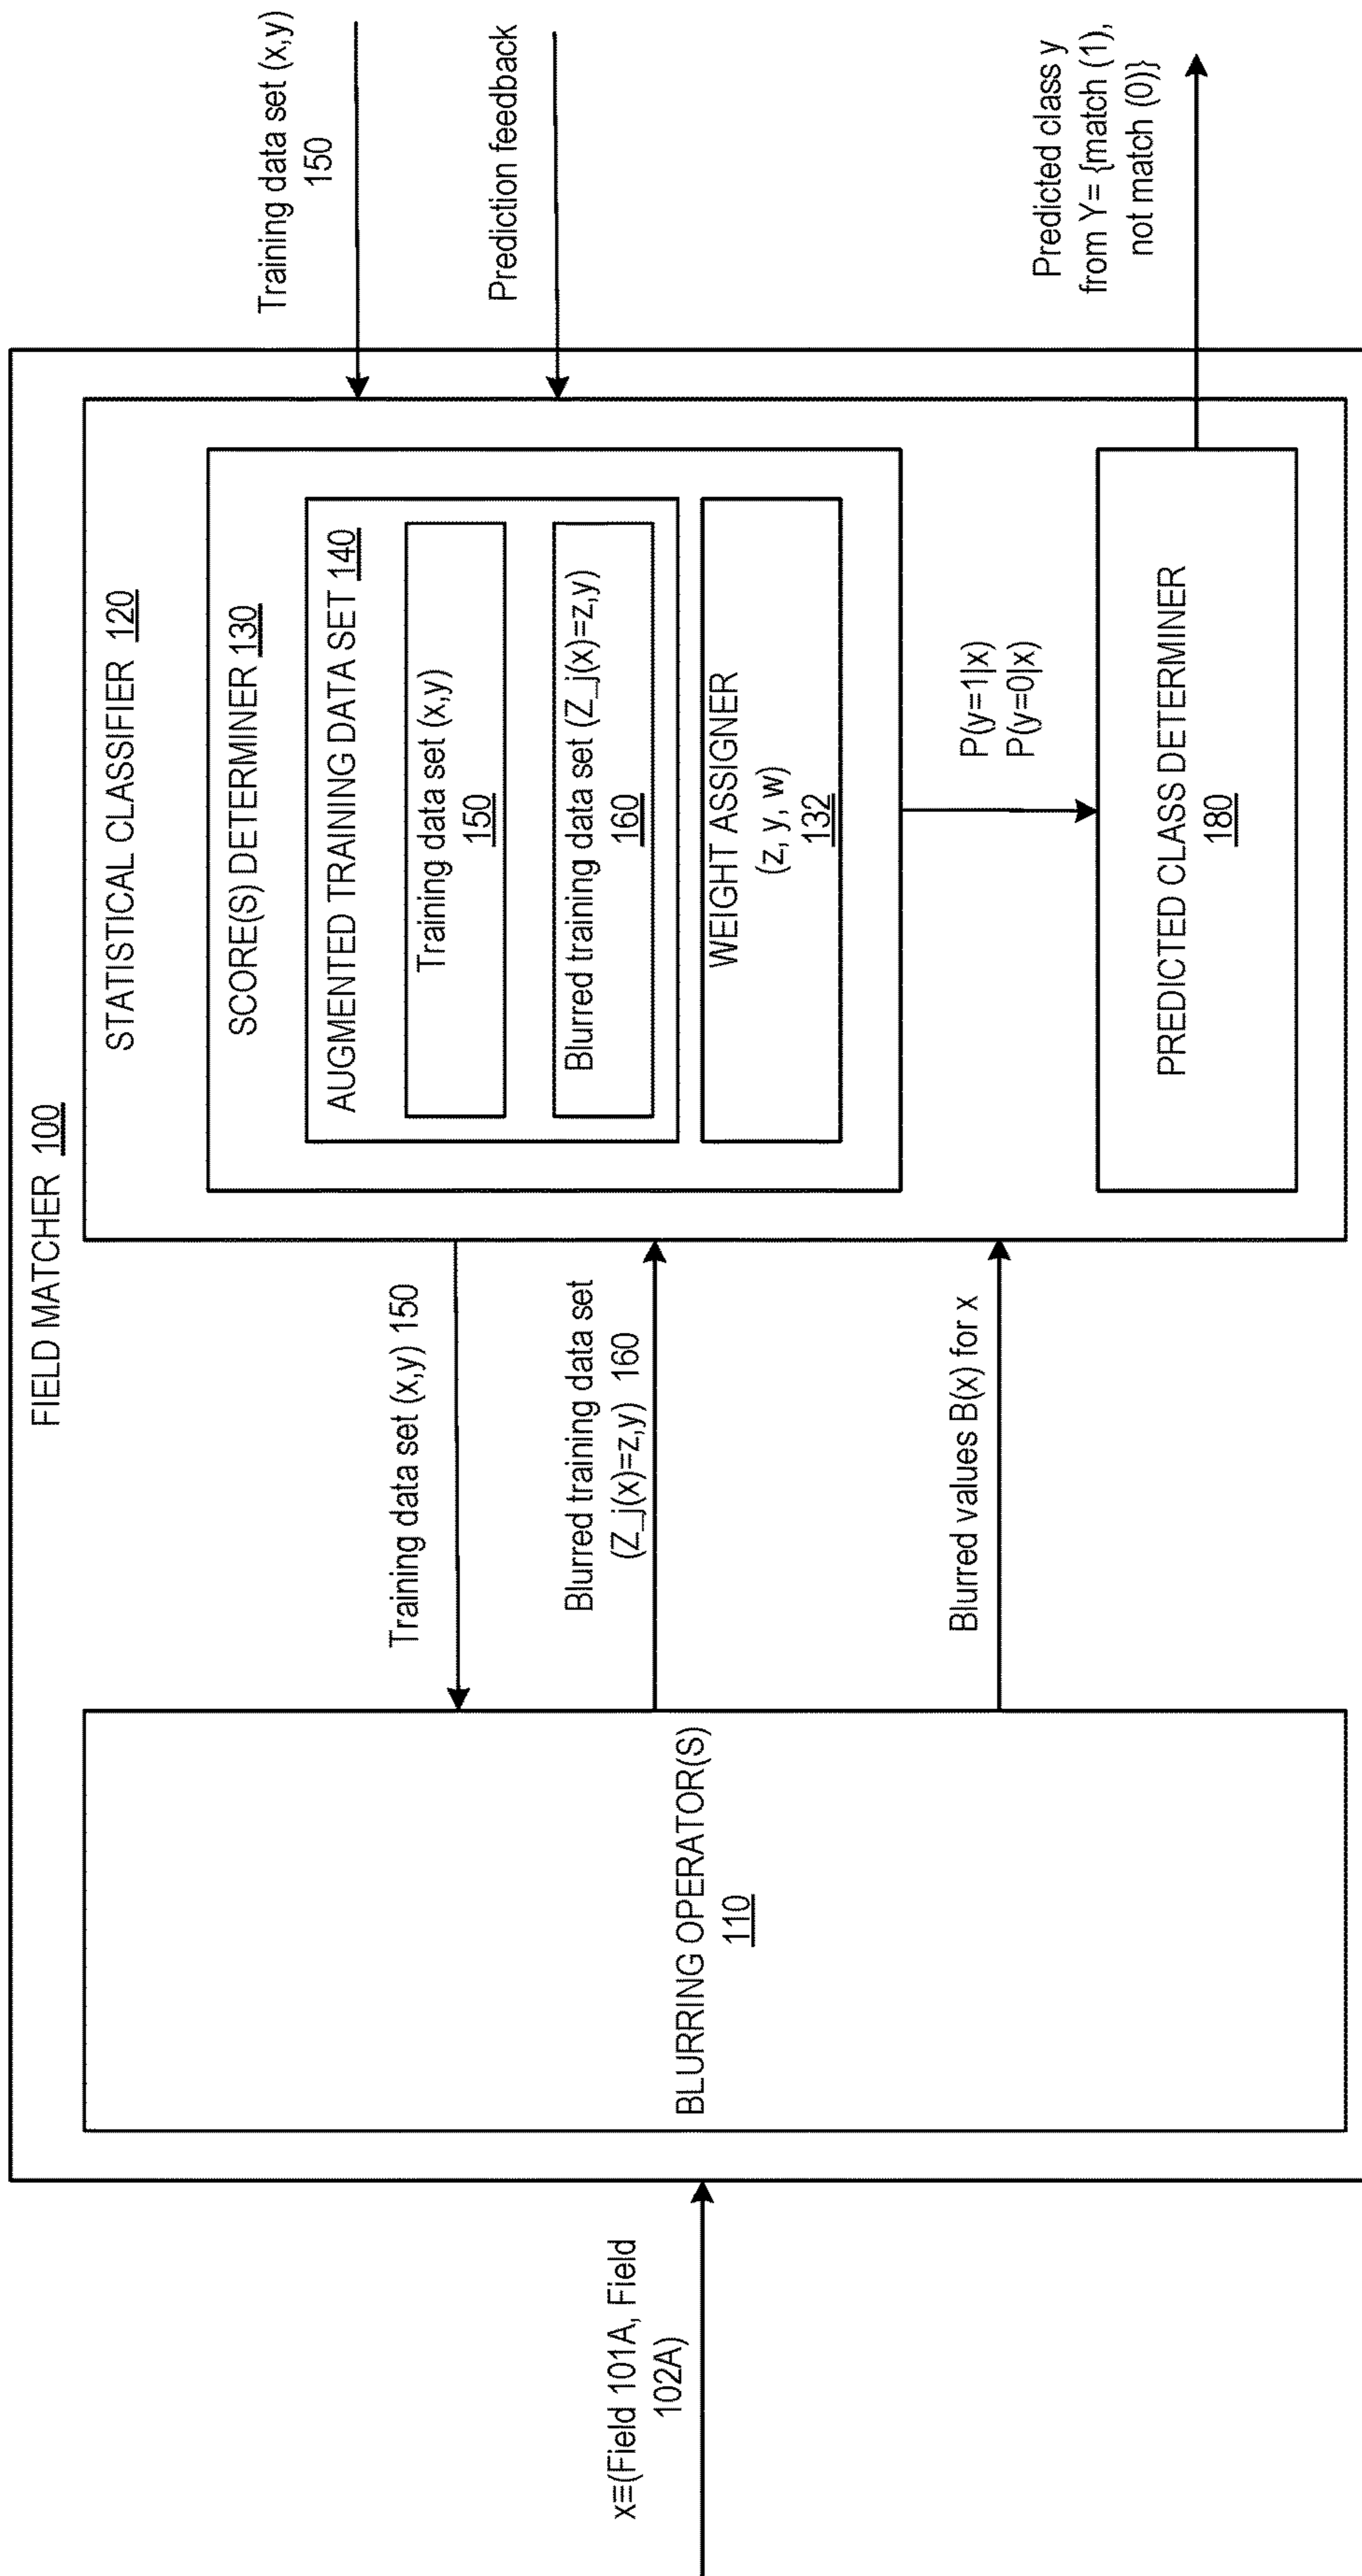 FIELD MATCHER 100
x=(Field 101A, Field
102A)
BLURRING OPERATOR(S)
110
Training data set (x,y) 150
Blurred training data set
(Z_j(x)=z,y) 160
Blurred values B(x) for x
STATISTICAL CLASSIFIER 120
SCORE(S) DETERMINER 130
AUGMENTED TRAINING DATA SET 140
Training data set (x,y)
150
Blurred training data set (Z_j(x)=z,y)
160
WEIGHT ASSIGNER
(z, y, w)
132
P(y=1|x)
P(y=0|x)
PREDICTED CLASS DETERMINER
180
Training data set (x,y)
150
Prediction feedback
Predicted class y
from Y= {match (1),
not match (0)}